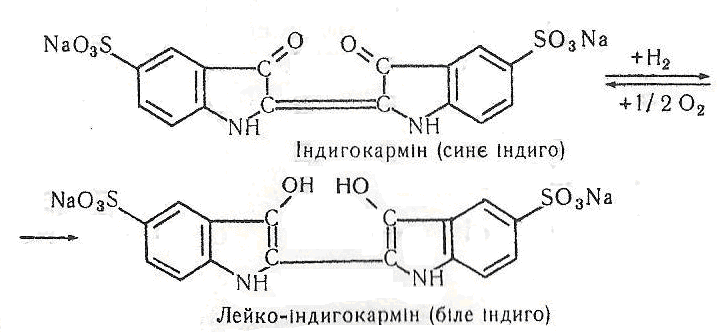 NaO₃S O O SO₃Na
C C +H₂
C C +1/2 O₂
NH NH
Індигокармін (синє індиго)
OH HO
NaO₃S SO₃Na
C C
C C
NH NH
Лейко-індигокармін (біле індиго)